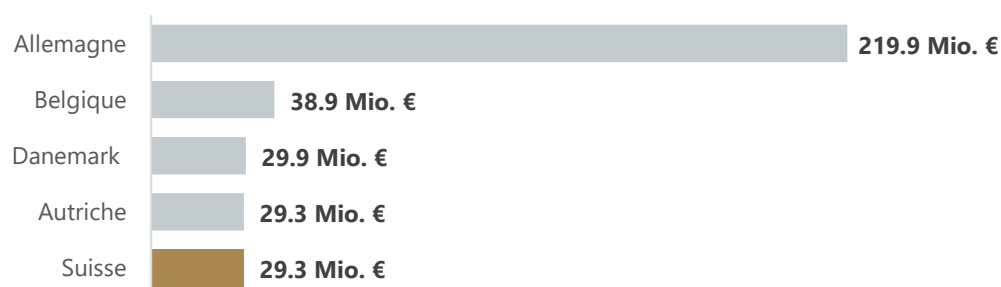 Allemagne 219.9 Mio. €
Belgique 38.9 Mio. €
Danemark 29.9 Mio. €
Autriche 29.3 Mio. €
Suisse 29.3 Mio. €